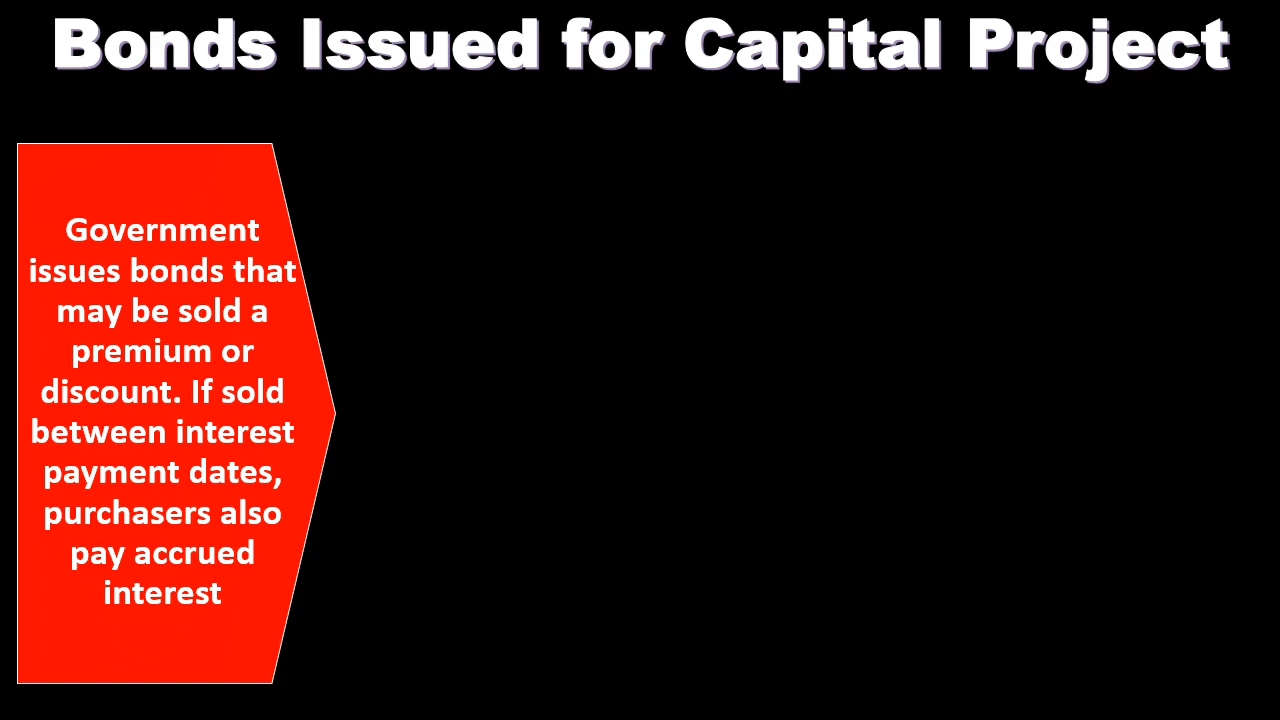 Bonds Issued for Capital Project
Government
issues bonds that
may be sold a
premium or
discount. If sold
between interest
payment dates,
purchasers also
pay accrued
interest